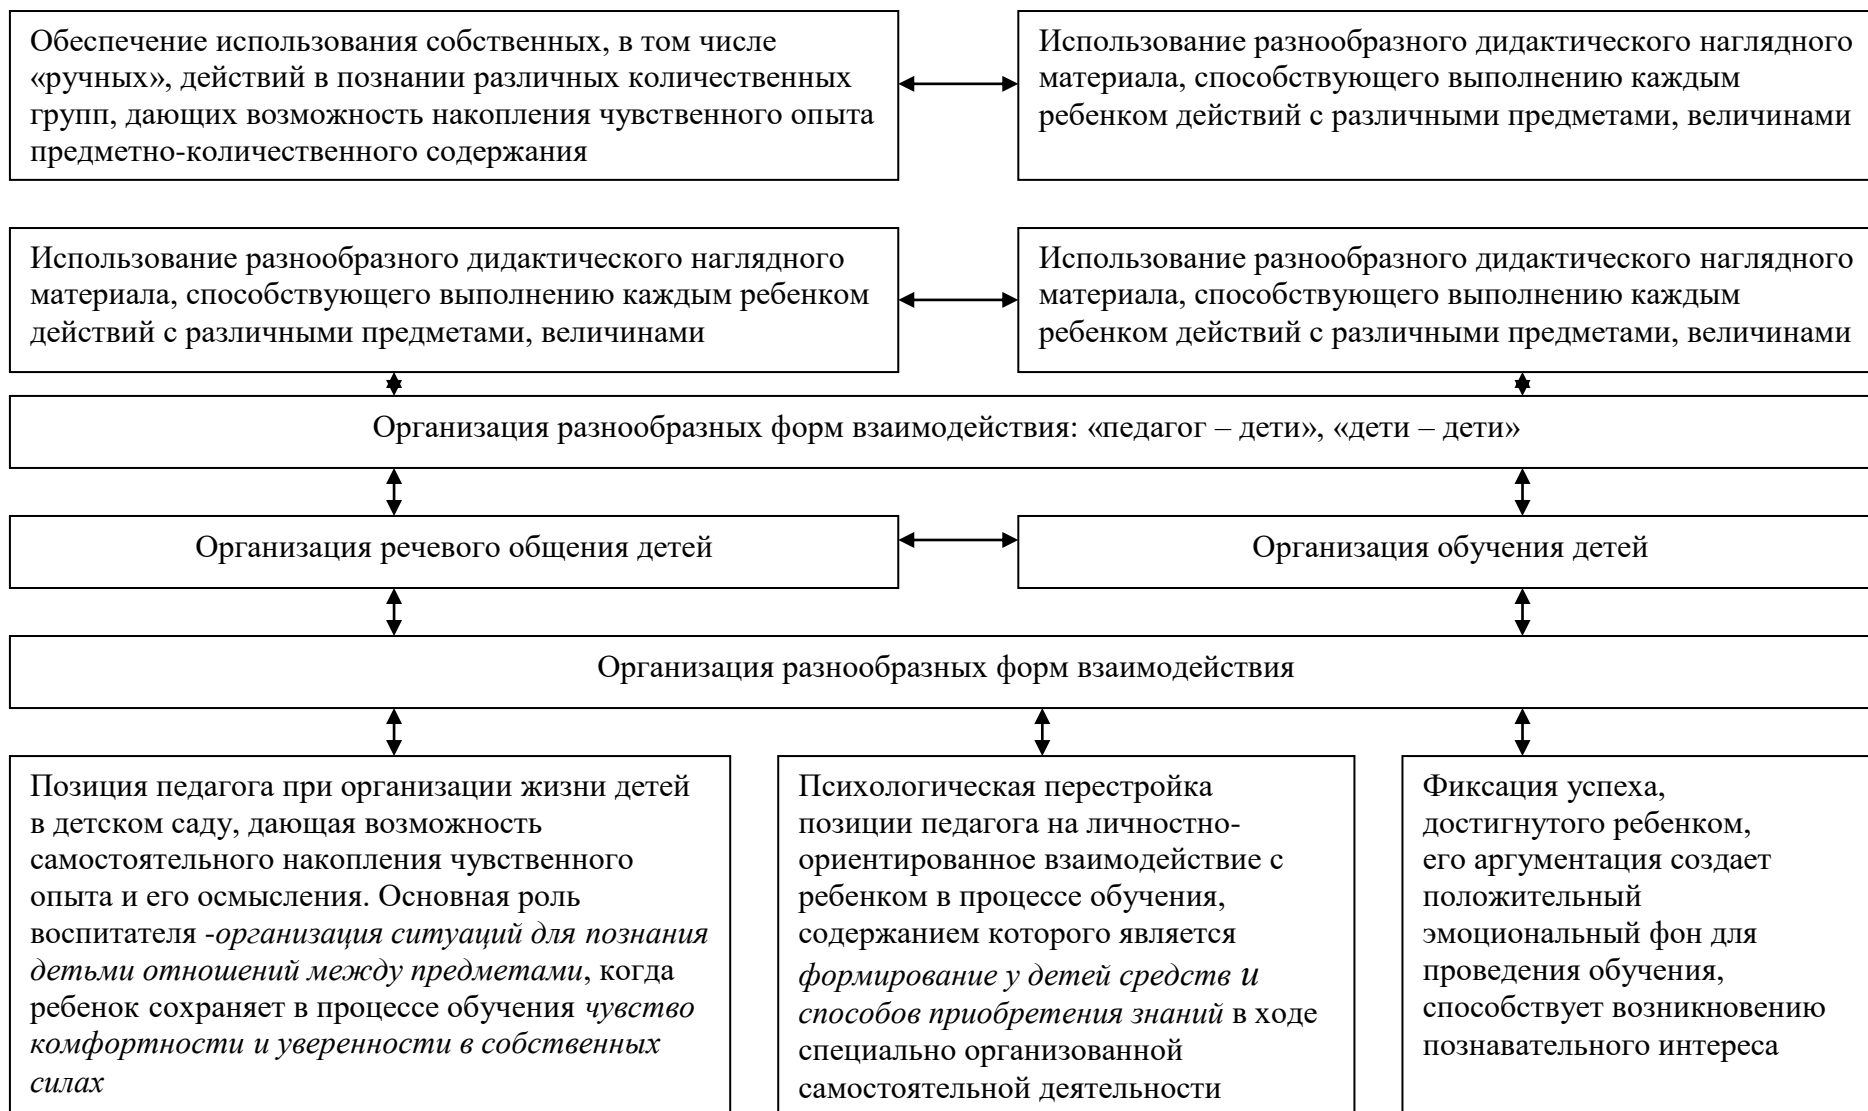 Обеспечение использования собственных, в том числе
«ручных», действий в познании различных количественных
групп, дающих возможность накопления чувственного опыта
предметно-количественного содержания
Использование разнообразного дидактического наглядного
материала, способствующего выполнению каждым
ребенком действий с различными предметами, величинами
Использование разнообразного дидактического наглядного
материала, способствующего выполнению каждым ребенком
действий с различными предметами, величинами
Использование разнообразного дидактического наглядного
материала, способствующего выполнению каждым
ребенком действий с различными предметами, величинами
Организация разнообразных форм взаимодействия: «педагог – дети», «дети – дети»
Организация речевого общения детей
Организация обучения детей
Организация разнообразных форм взаимодействия
Позиция педагога при организации жизни детей
в детском саду, дающая возможность
самостоятельного накопления чувственного
опыта и его осмысления. Основная роль
воспитателя -организация ситуаций для познания
детьми отношений между предметами, когда
ребенок сохраняет в процессе обучения чувство
комфортности и уверенности в собственных
силах
Психологическая перестройка
позиции педагога на личностно-
ориентированное взаимодействие с
ребенком в процессе обучения,
содержанием которого является
формирование у детей средств и
способов приобретения знаний в ходе
специально организованной
самостоятельной деятельности
Фиксация успеха,
достигнутого ребенком,
его аргументация создает
положительный
эмоциональный фон для
проведения обучения,
способствует возникновению
познавательного интереса